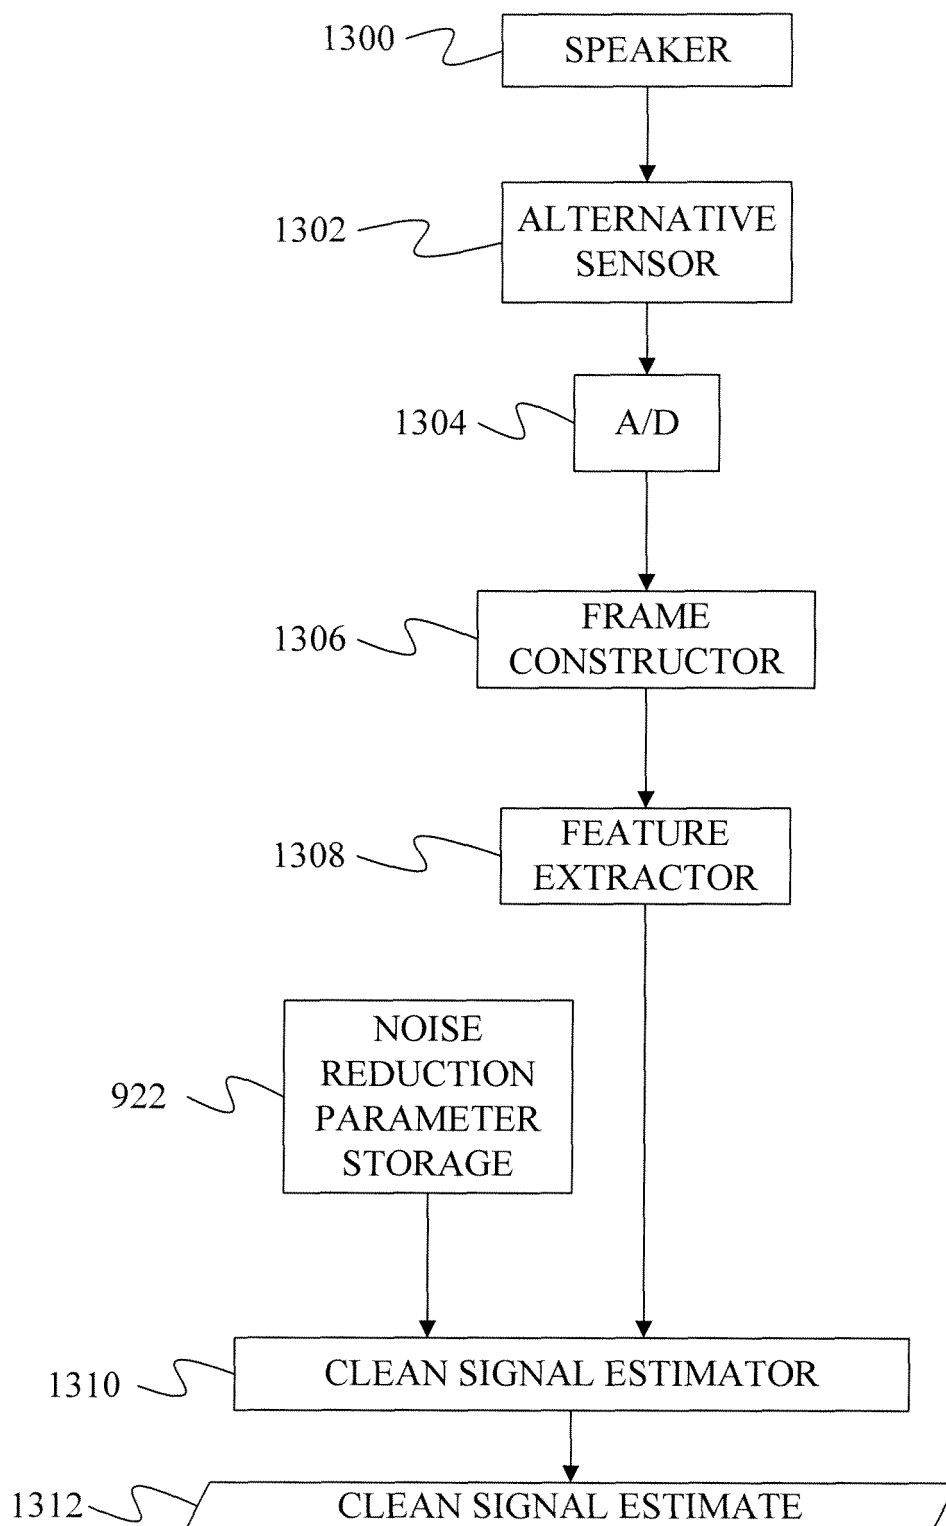 1300
SPEAKER
1302
ALTERNATIVE
SENSOR
1304
A/D
1306
FRAME
CONSTRUCTOR
1308
FEATURE
EXTRACTOR
922
NOISE
REDUCTION
PARAMETER
STORAGE
1310
CLEAN SIGNAL ESTIMATOR
1312
CLEAN SIGNAL ESTIMATE